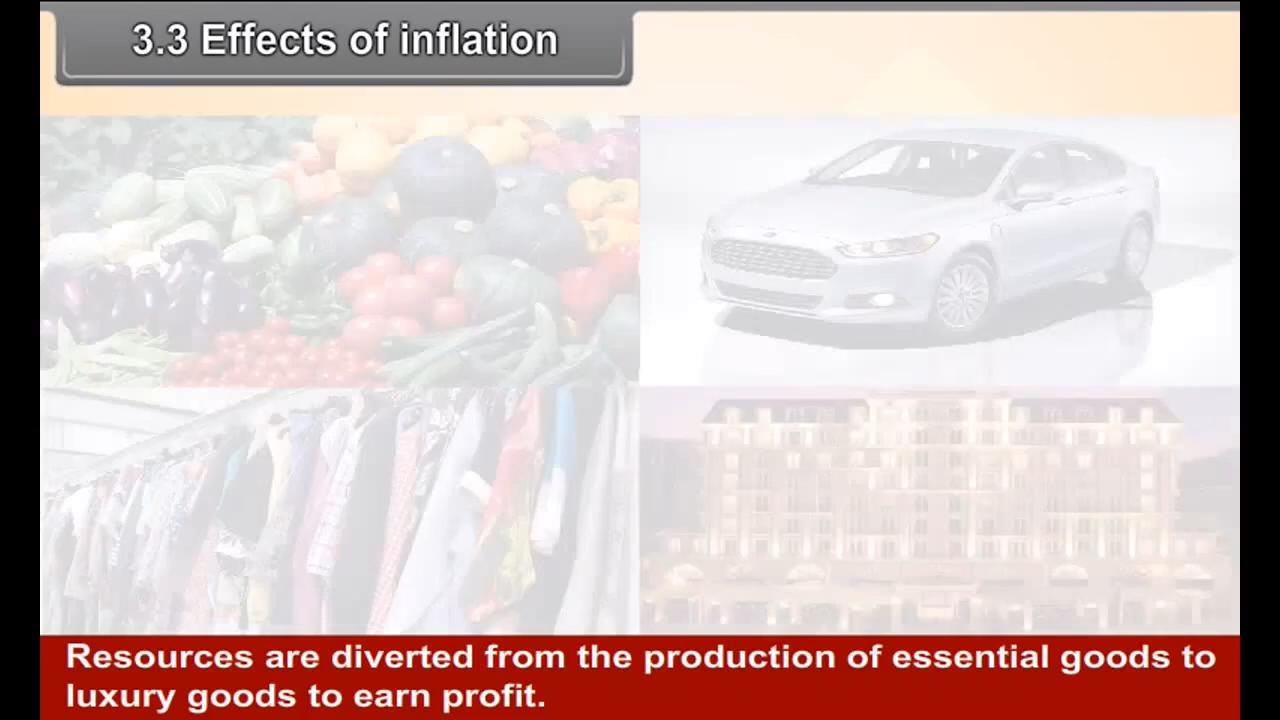 3.3 Effects of inflation
Resources are diverted from the production of essential goods to
luxury goods to earn profit.